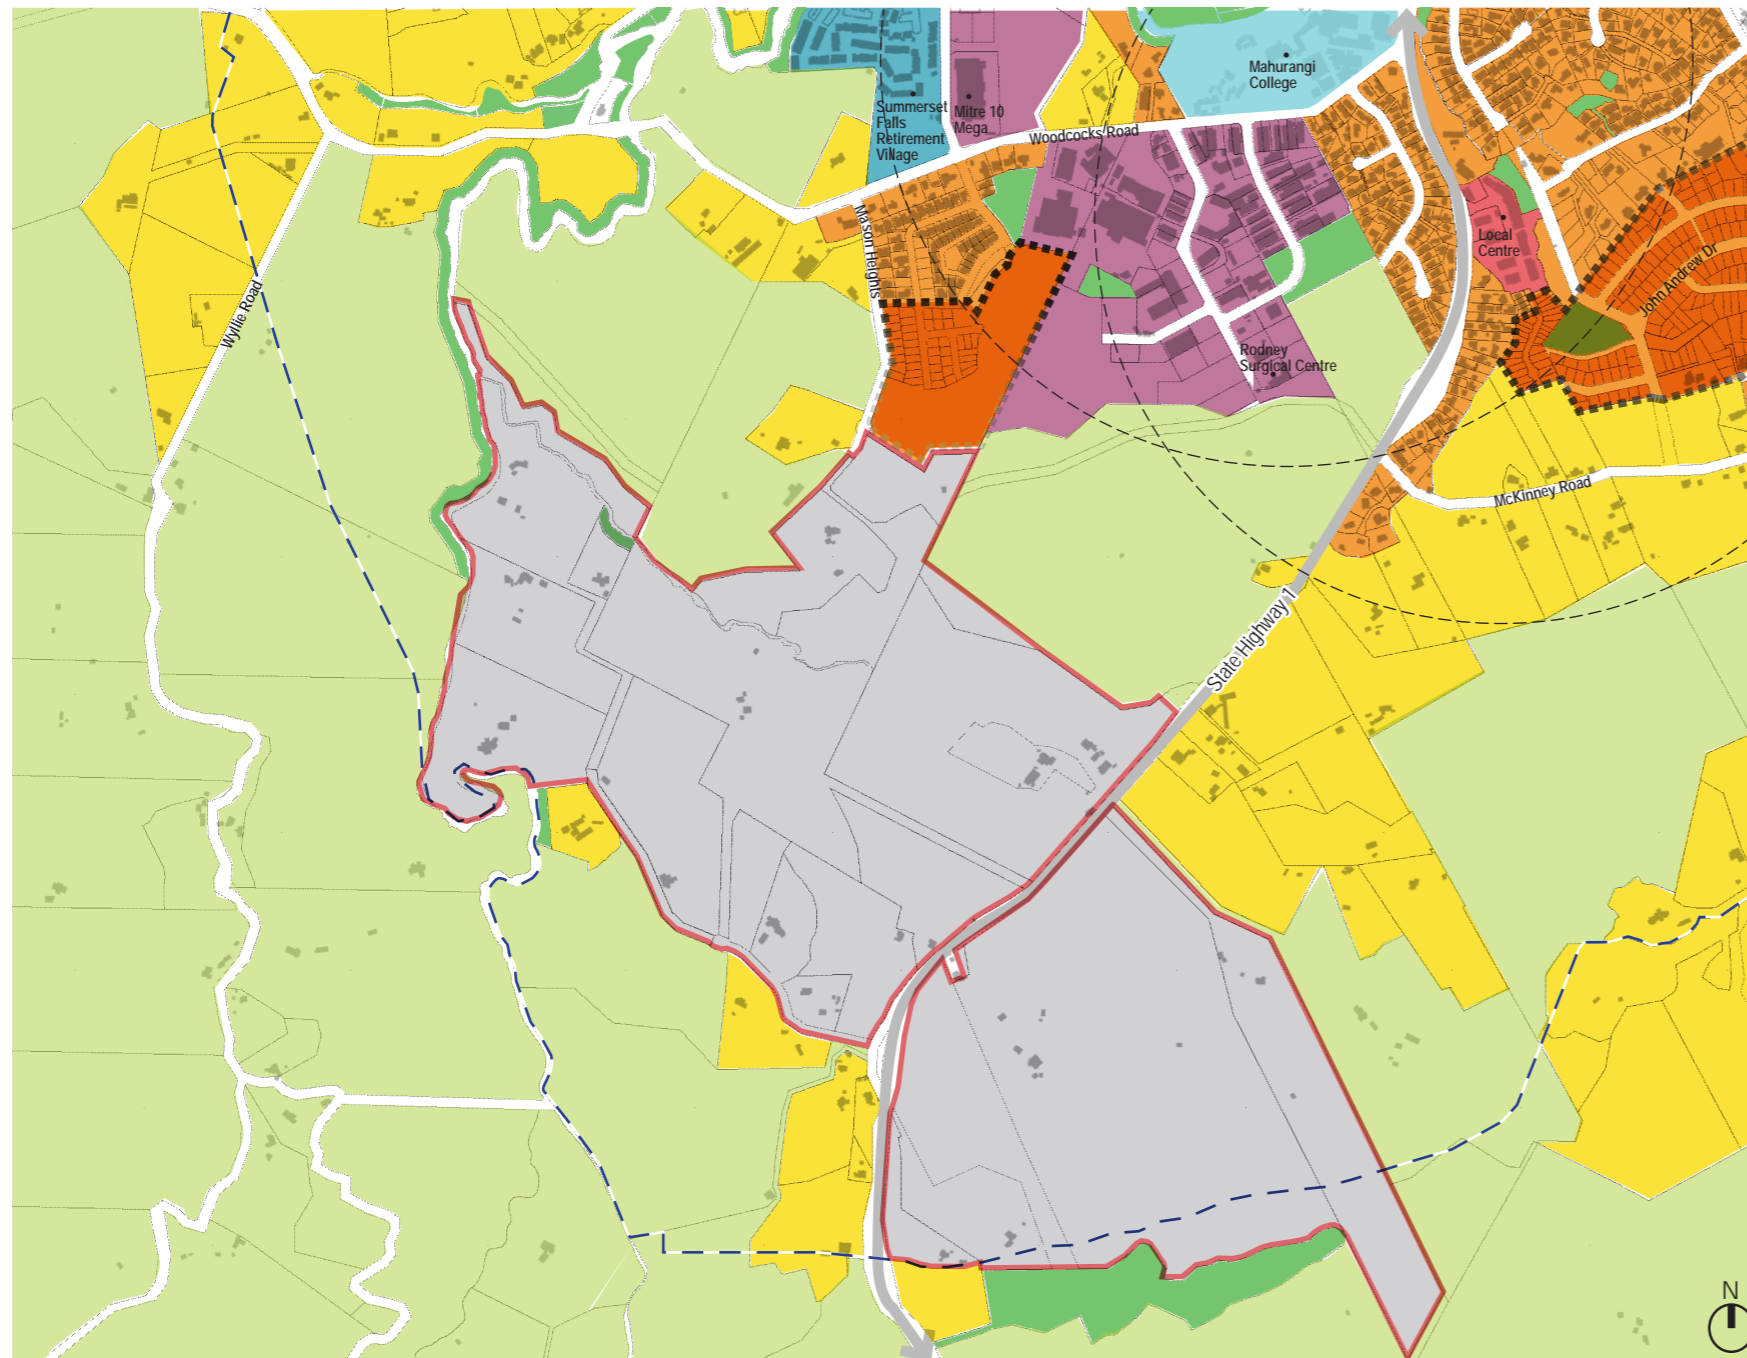 Mahurangi
College
Summerset
Falls
Retirement
Village
Mitre 10
Mega
Woodcocks Road
Mason Heights
Local
Centre
John Andrew Dr
Wyllie Road
Rodney
Surgical Centre
McKinney Road
State Highway 1
N